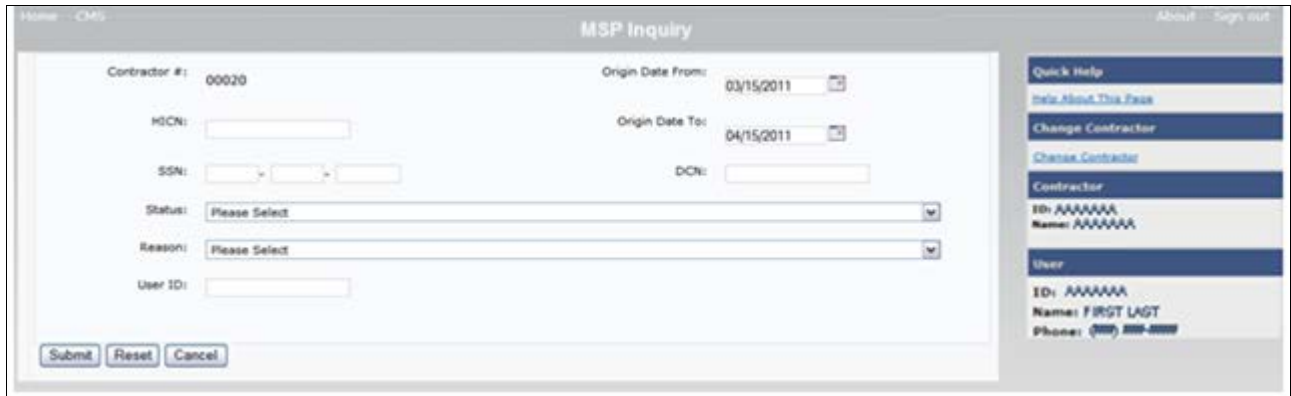 Home CMS About Sign out
MSP Inquiry
Contractor #: 00020 Origin Date From: 03/15/2011
HICN: Origin Date To: 04/15/2011
SSN: - - DCN:
Status: Please Select
Reason: Please Select
User ID:
Submit Reset Cancel
Quick Help
Help About This Page
Change Contractor
Change Contractor
Contractor
ID: AAAAAAA
Name: AAAAAAA
User
ID: AAAAAAA
Name: FIRST LAST
Phone: (###) ###-####